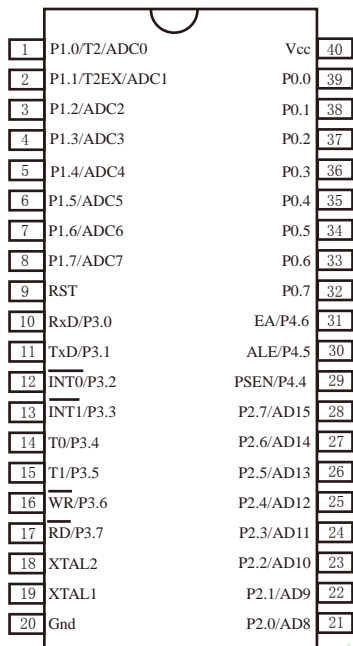 1 P1.0/T2/ADC0 Vcc 40
2 P1.1/T2EX/ADC1 P0.0 39
3 P1.2/ADC2 P0.1 38
4 P1.3/ADC3 P0.2 37
5 P1.4/ADC4 P0.3 36
6 P1.5/ADC5 P0.4 35
7 P1.6/ADC6 P0.5 34
8 P1.7/ADC7 P0.6 33
9 RST P0.7 32
10 RxD/P3.0 EA/P4.6 31
11 TxD/P3.1 ALE/P4.5 30
12 INT0/P3.2 PSEN/P4.4 29
13 INT1/P3.3 P2.7/AD15 28
14 T0/P3.4 P2.6/AD14 27
15 T1/P3.5 P2.5/AD13 26
16 WR/P3.6 P2.4/AD12 25
17 RD/P3.7 P2.3/AD11 24
18 XTAL2 P2.2/AD10 23
19 XTAL1 P2.1/AD9 22
20 Gnd P2.0/AD8 21